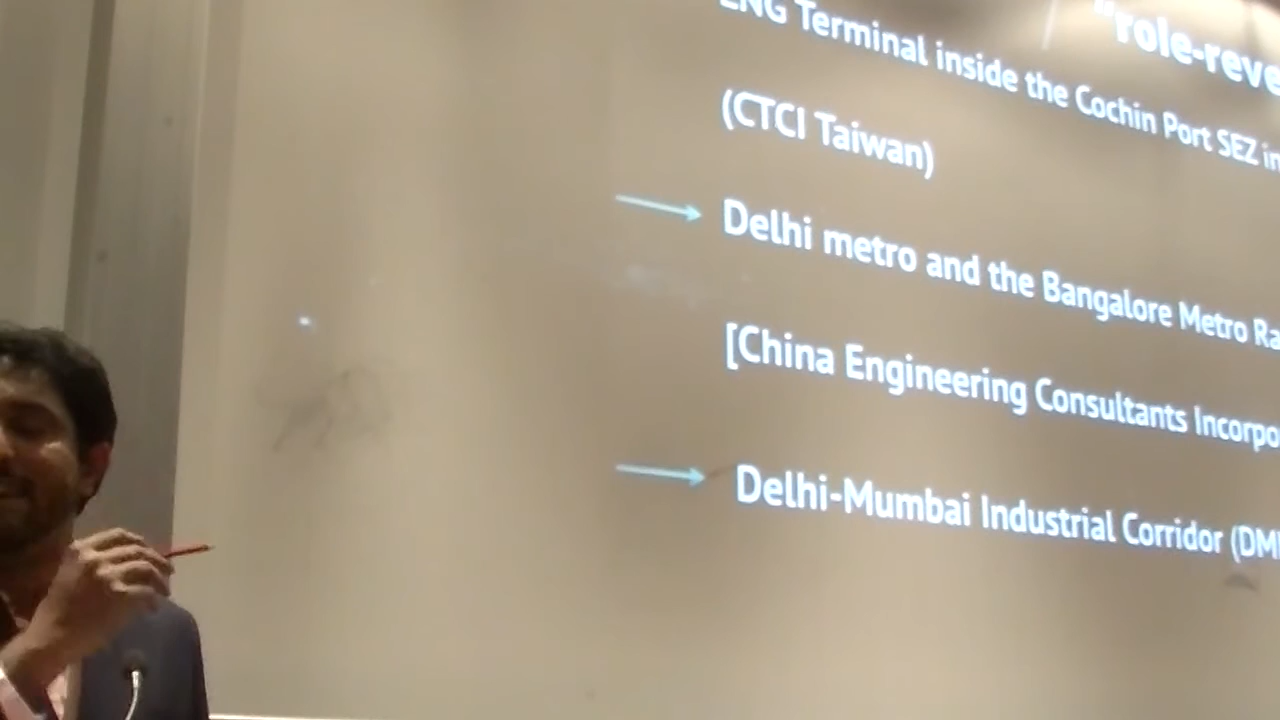 "role-reve
LNG Terminal inside the Cochin Port SEZ in
(CTCI Taiwan)
Delhi metro and the Bangalore Metro Ra
[China Engineering Consultants Incorpo
Delhi-Mumbai Industrial Corridor (DMI